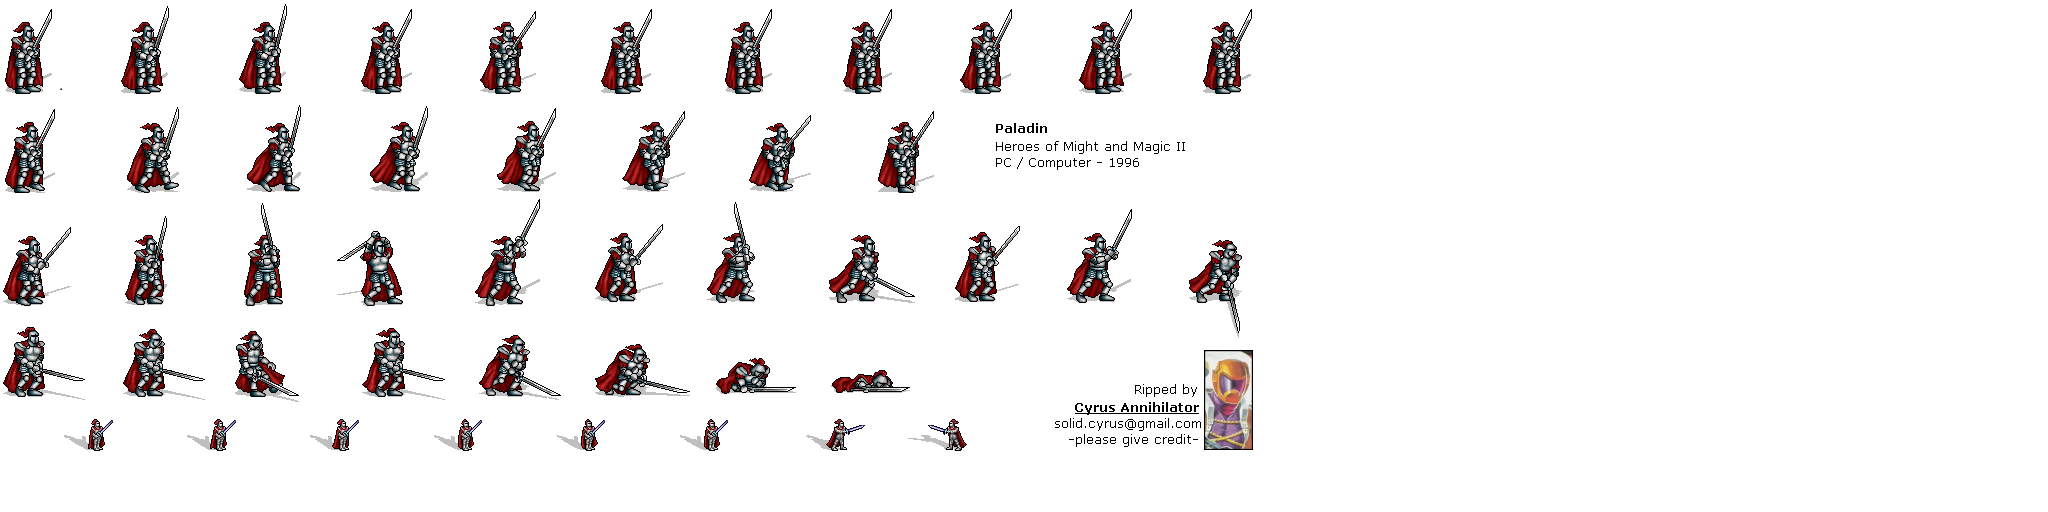 Paladin
Heroes of Might and Magic II
PC / Computer - 1996
Ripped by
Cyrus Annihilator
solid.cyrus@gmail.com
-please give credit-